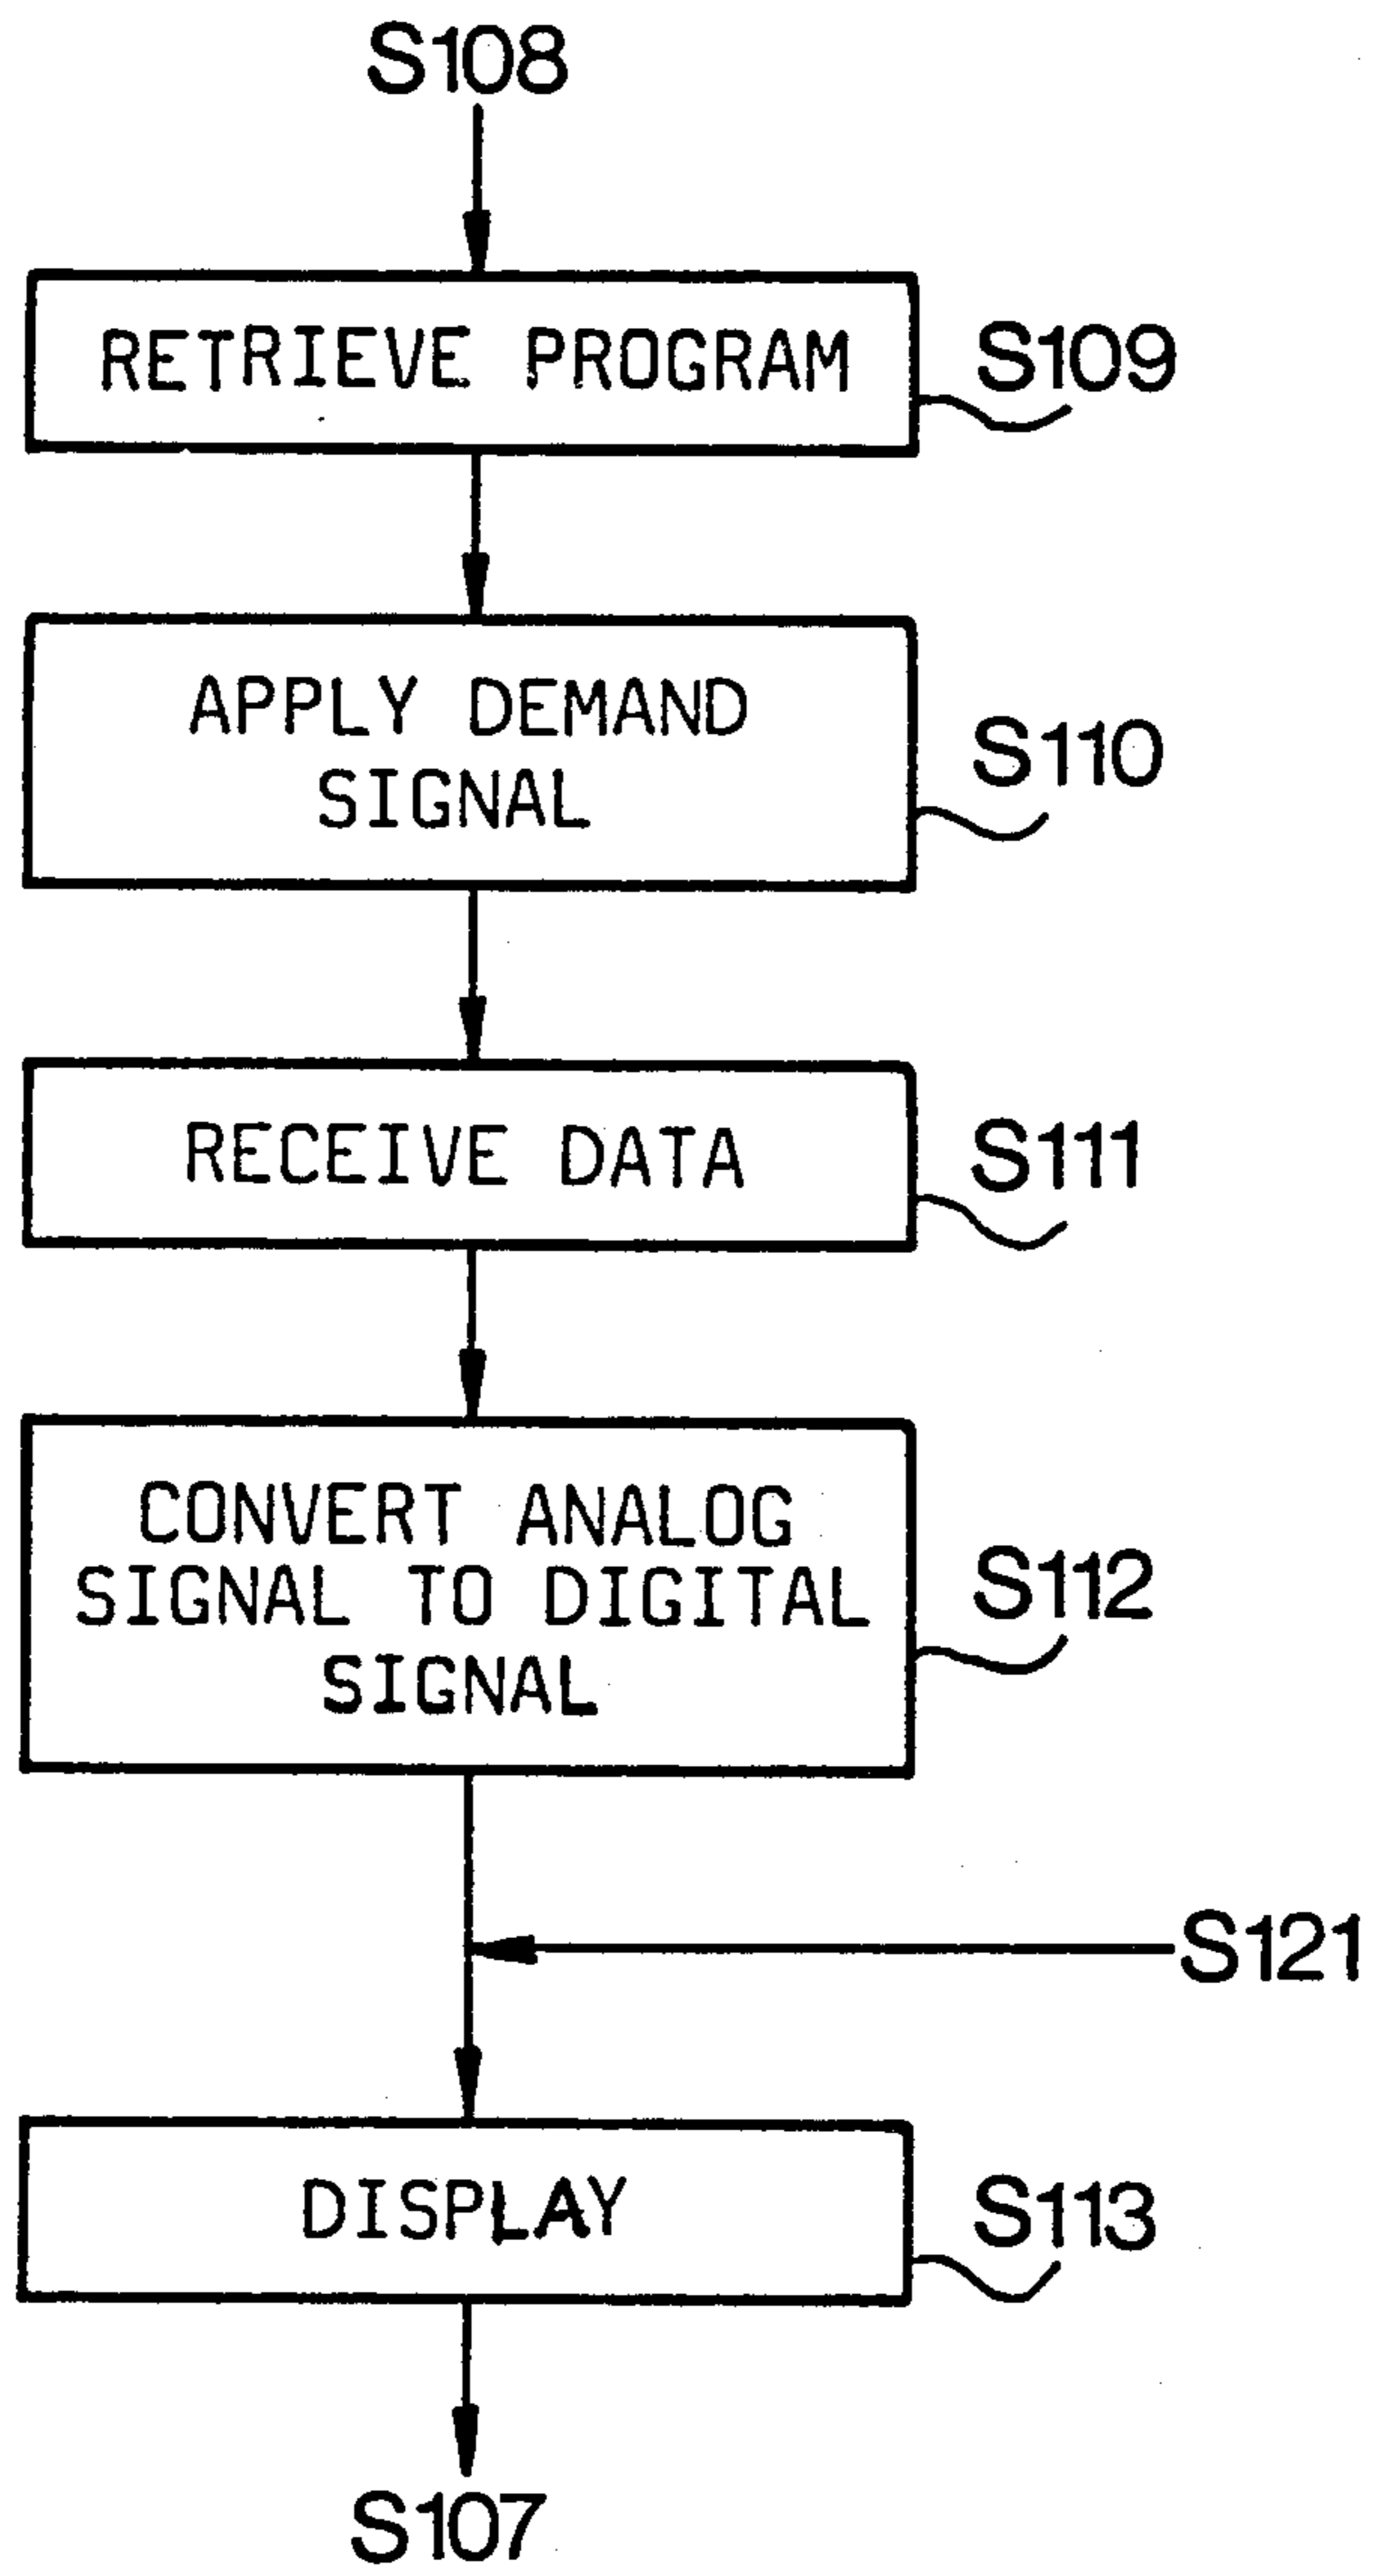 S108
RETRIEVE PROGRAM
S109
APPLY DEMAND
SIGNAL
S110
RECEIVE DATA
S111
CONVERT ANALOG
SIGNAL TO DIGITAL
SIGNAL
S112
S121
DISPLAY
S113
S107